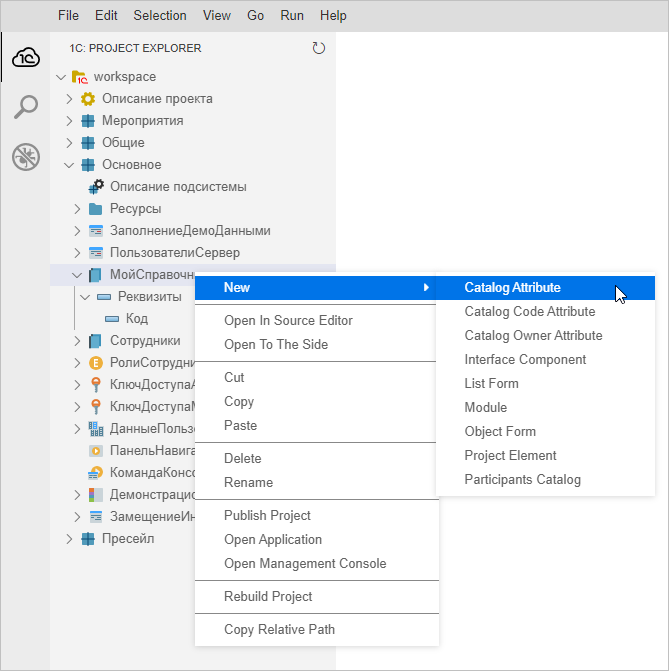 File Edit Selection View Go Run Help
1C: PROJECT EXPLORER
1C workspace
Описание проекта
Мероприятия
Общие
Основное
Описание подсистемы
Ресурсы
ЗаполнениеДемоДанными
ПользователиСервер
МойСправочн
Реквизиты
Код
Сотрудники
РолиСотрудни
КлючДоступа
КлючДоступа
ДанныеПольз
ПанельНавига
КомандаКонсо
Демонстрацио
ЗамещениеИн
Пресейл
New
Open In Source Editor
Open To The Side
Cut
Copy
Paste
Delete
Rename
Publish Project
Open Application
Open Management Console
Rebuild Project
Copy Relative Path
Catalog Attribute
Catalog Code Attribute
Catalog Owner Attribute
Interface Component
List Form
Module
Object Form
Project Element
Participants Catalog